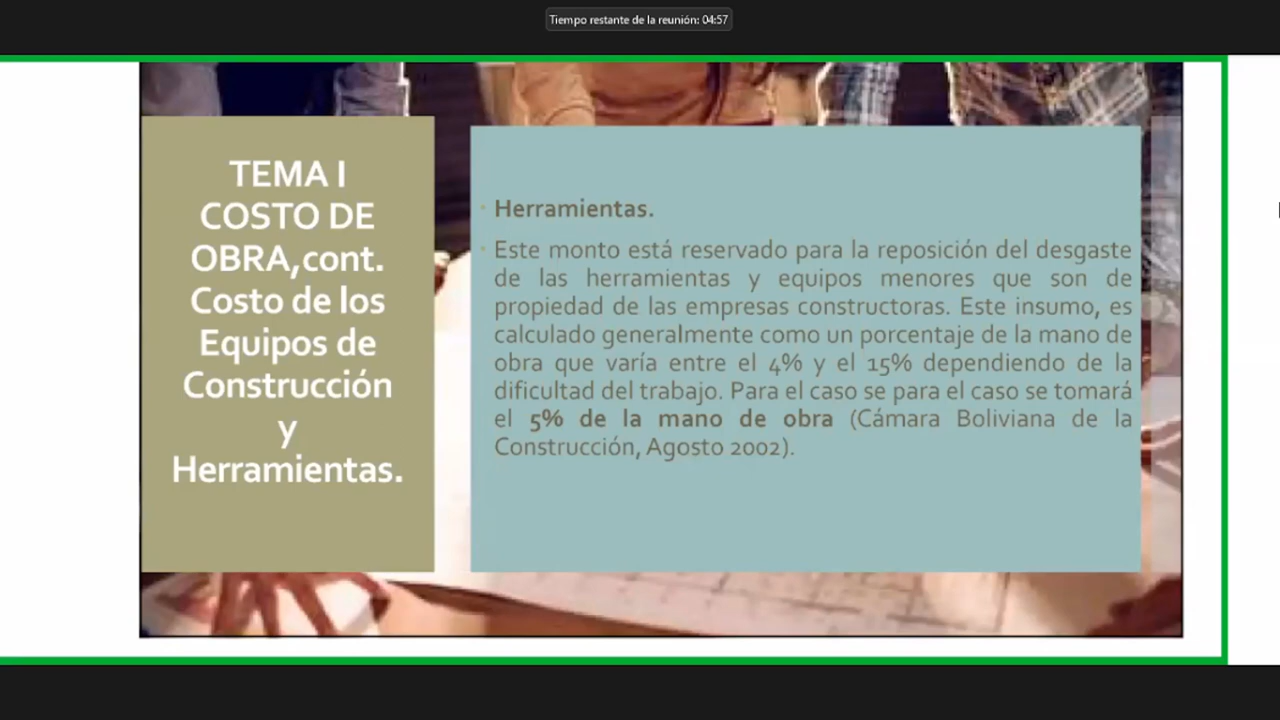 Tiempo restante de la reunión: 04:57
TEMA I
COSTO DE
OBRA,cont.
Costo de los
Equipos de
Construcción
y
Herramientas.
Herramientas.
Este monto está reservado para la reposición del desgaste
de las herramientas y equipos menores que son de
propiedad de las empresas constructoras. Este insumo, es
calculado generalmente como un porcentaje de la mano de
obra que varía entre el 4% y el 15% dependiendo de la
dificultad del trabajo. Para el caso se para el caso se tomará
el 5% de la mano de obra (Cámara Boliviana de la
Construcción, Agosto 2002).